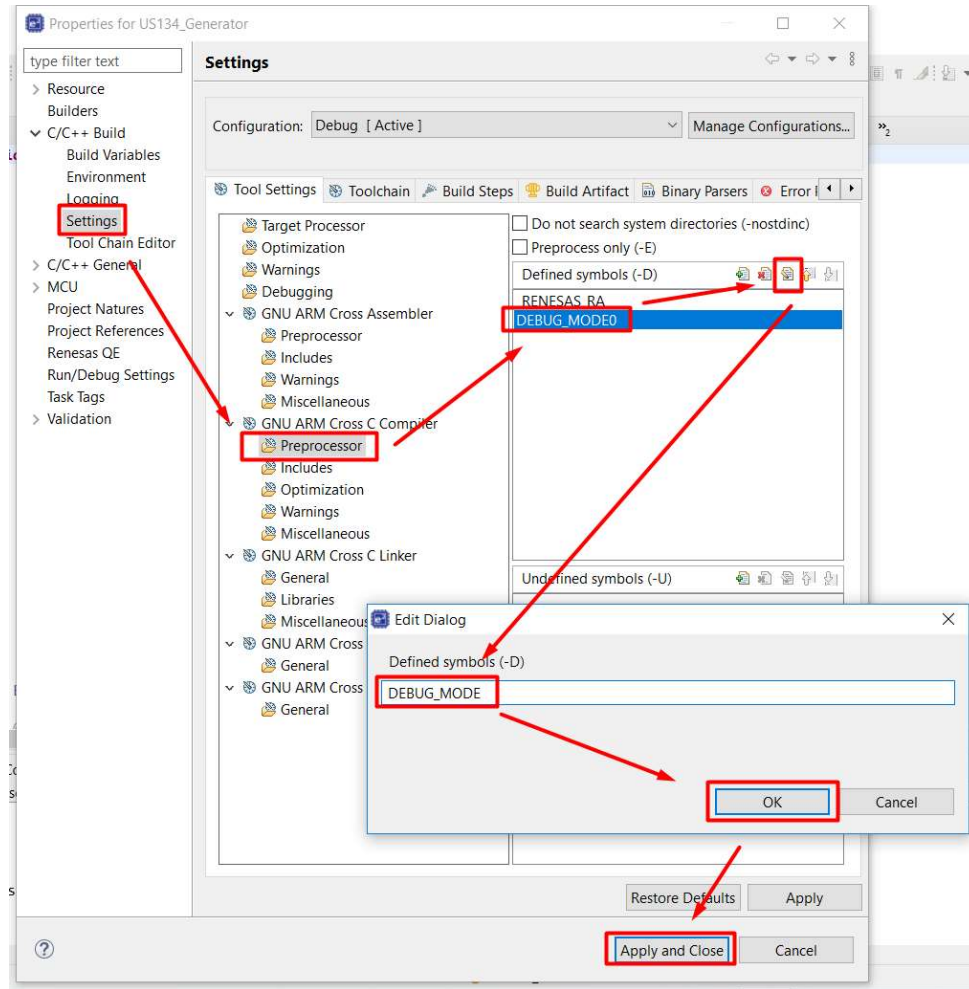 Properties for US134_Generator
type filter text
Resource
Builders
C/C++ Build
Build Variables
Environment
Logging
Settings
Tool Chain Editor
C/C++ General
MCU
Project Natures
Project References
Renesas QE
Run/Debug Settings
Task Tags
Validation
Settings
Configuration: Debug [ Active ] Manage Configurations...
Tool Settings Toolchain Build Steps Build Artifact Binary Parsers Error
Target Processor
Optimization
Warnings
Debugging
GNU ARM Cross Assembler
Preprocessor
Includes
Warnings
Miscellaneous
GNU ARM Cross C Compiler
Preprocessor
Includes
Optimization
Warnings
Miscellaneous
GNU ARM Cross C Linker
General
Libraries
Miscellaneous
GNU ARM Cross
General
GNU ARM Cross
General
Do not search system directories (-nostdinc)
Preprocess only (-E)
Defined symbols (-D)
RENESAS_RA
DEBUG_MODE0
Undefined symbols (-U)
Edit Dialog
Defined symbols (-D)
DEBUG_MODE
OK Cancel
Restore Defaults Apply
Apply and Close Cancel